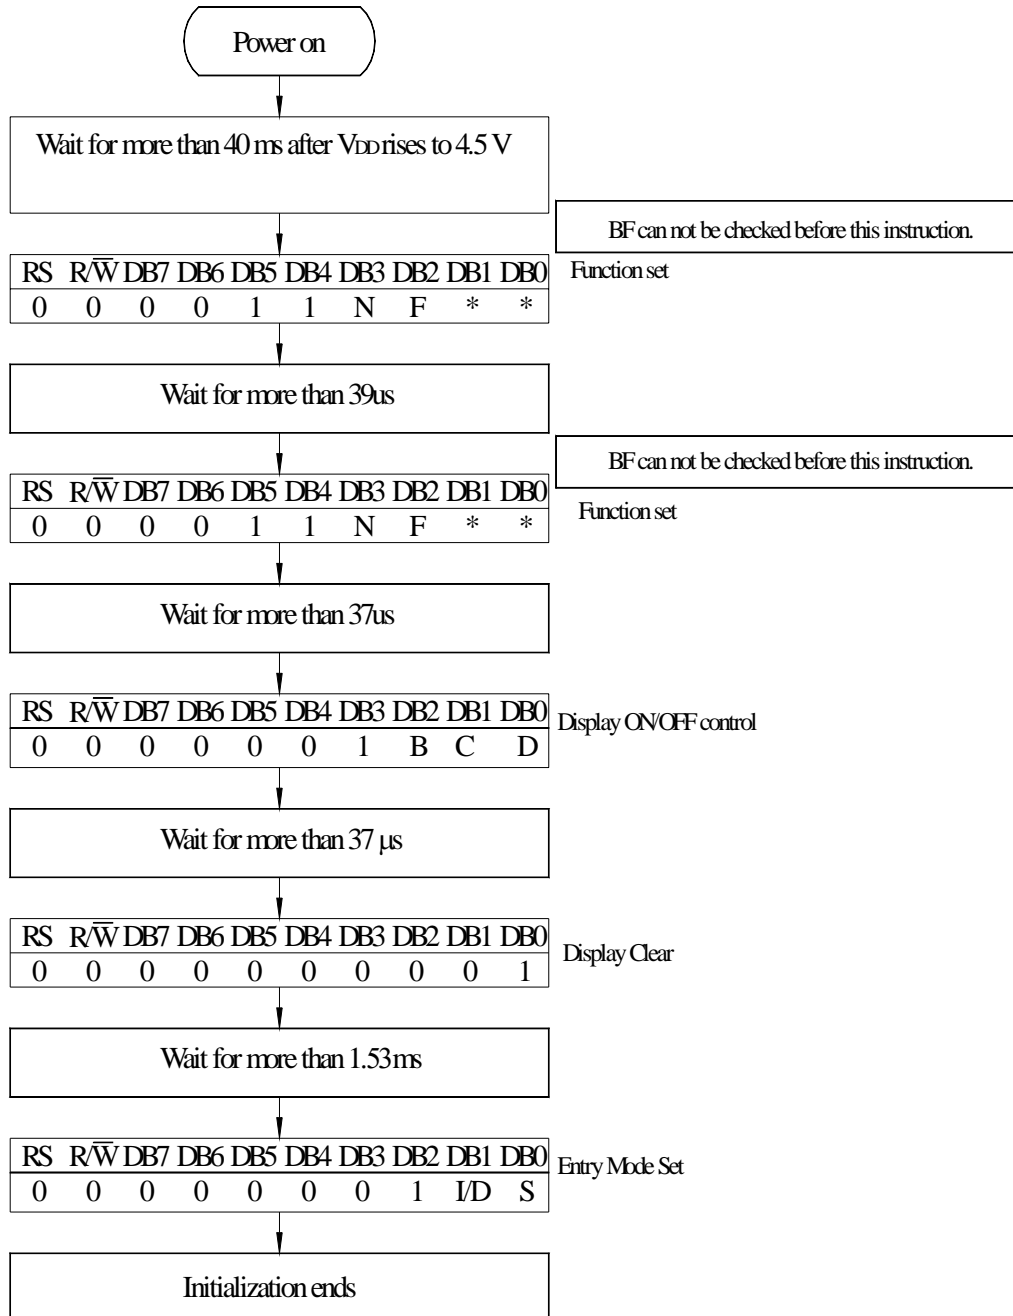 Power on
Wait for more than 40 ms after VDD rises to 4.5 V
BF can not be checked before this instruction.
RS R/W̅ DB7 DB6 DB5 DB4 DB3 DB2 DB1 DB0
Function set
0 0 0 0 1 1 N F * *
Wait for more than 39us
BF can not be checked before this instruction.
RS R/W̅ DB7 DB6 DB5 DB4 DB3 DB2 DB1 DB0
Function set
0 0 0 0 1 1 N F * *
Wait for more than 37us
RS R/W̅ DB7 DB6 DB5 DB4 DB3 DB2 DB1 DB0
Display ON/OFF control
0 0 0 0 0 0 1 B C D
Wait for more than 37 μs
RS R/W̅ DB7 DB6 DB5 DB4 DB3 DB2 DB1 DB0
Display Clear
0 0 0 0 0 0 0 0 0 1
Wait for more than 1.53ms
RS R/W̅ DB7 DB6 DB5 DB4 DB3 DB2 DB1 DB0
Entry Mode Set
0 0 0 0 0 0 0 1 I/D S
Initialization ends